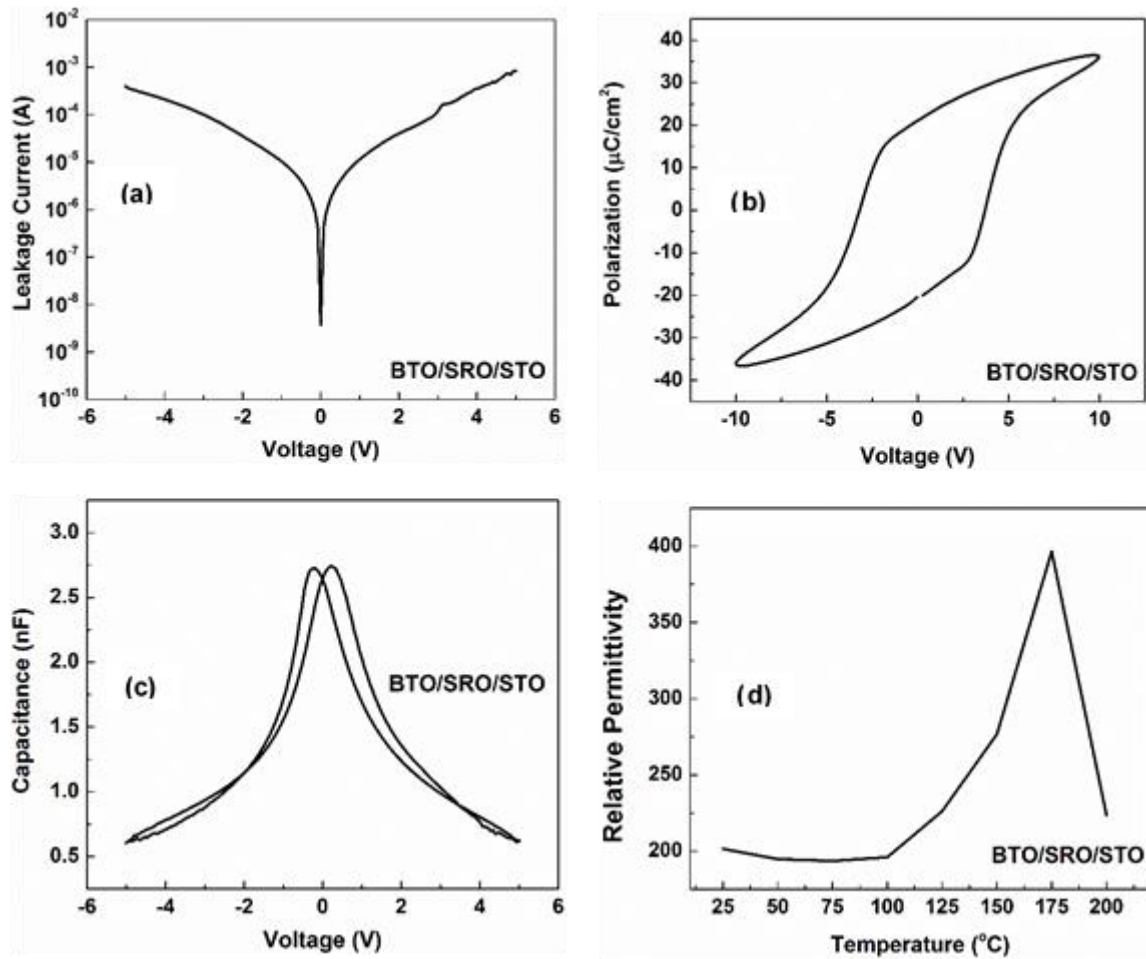 10⁻²
10⁻³
10⁻⁴
10⁻⁵
10⁻⁶
10⁻⁷
10⁻⁸
10⁻⁹
10⁻¹⁰
Leakage Current (A)
(a)
BTO/SRO/STO
-6 -4 -2 0 2 4 6
Voltage (V)
40
30
20
10
0
-10
-20
-30
-40
Polarization (μC/cm²)
(b)
BTO/SRO/STO
-10 -5 0 5 10
Voltage (V)
3.0
2.5
2.0
1.5
1.0
0.5
Capacitance (nF)
(c)
BTO/SRO/STO
-6 -4 -2 0 2 4 6
Voltage (V)
400
350
300
250
200
Relative Permittivity
(d)
BTO/SRO/STO
25 50 75 100 125 150 175 200
Temperature (°C)